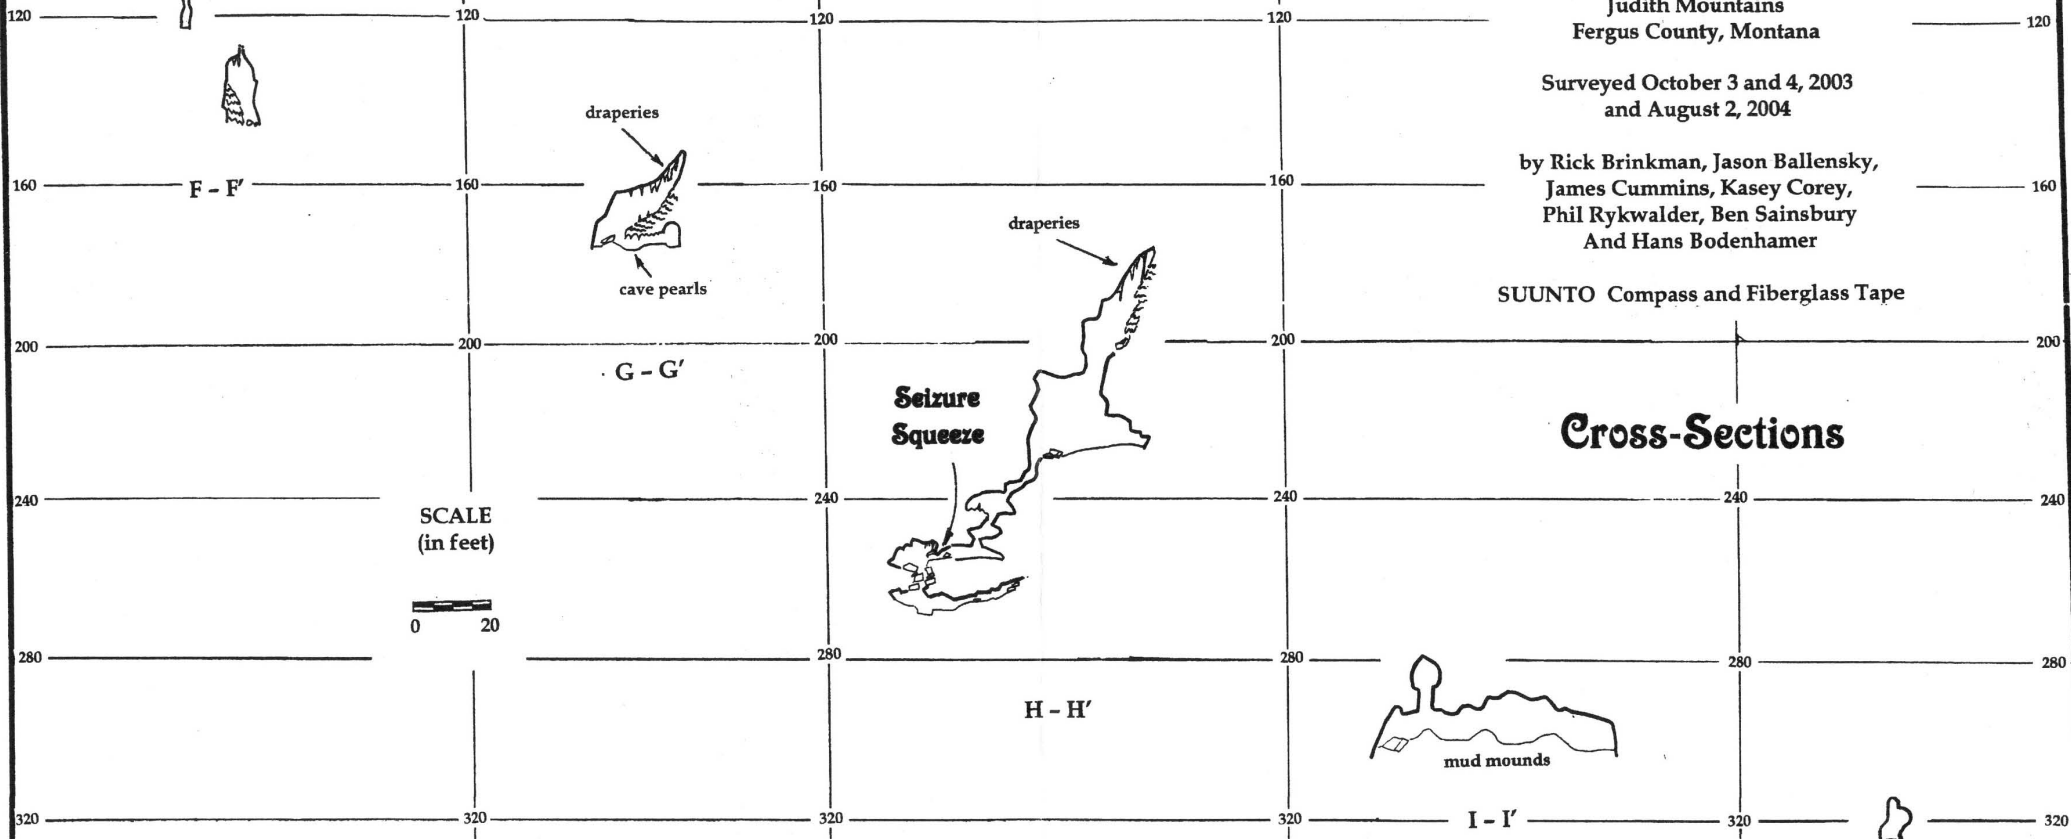 120 120 120 120 120
Judith Mountains
Fergus County, Montana
Surveyed October 3 and 4, 2003
and August 2, 2004
draperies
by Rick Brinkman, Jason Ballensky,
160 F – F′ 160 160 160 160
James Cummins, Kasey Corey,
Phil Rykwalder, Ben Sainsbury
And Hans Bodenhamer
draperies
cave pearls
SUUNTO Compass and Fiberglass Tape
200 200 200 200 200
G – G′
Seizure
Squeeze
Cross-Sections
240 240 240 240 240
SCALE
(in feet)
0 20
280 280 280 280 280
H – H′
mud mounds
320 320 320 320 I – I′ 320 320